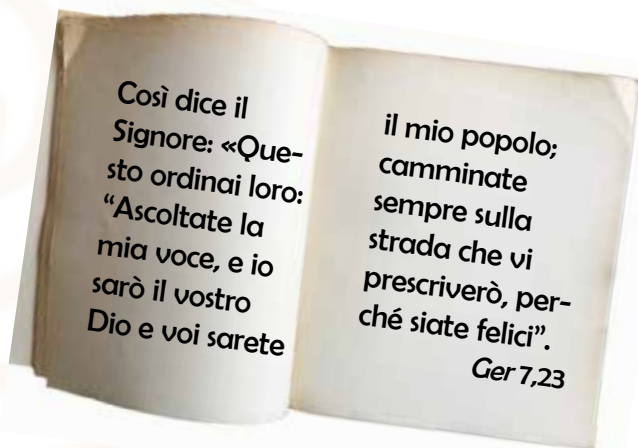 Così dice il
Signore: «Que-
sto ordinai loro:
“Ascoltate la
mia voce, e io
sarò il vostro
Dio e voi sarete
il mio popolo;
camminate
sempre sulla
strada che vi
prescriverò, per-
ché siate felici”.
Ger 7,23